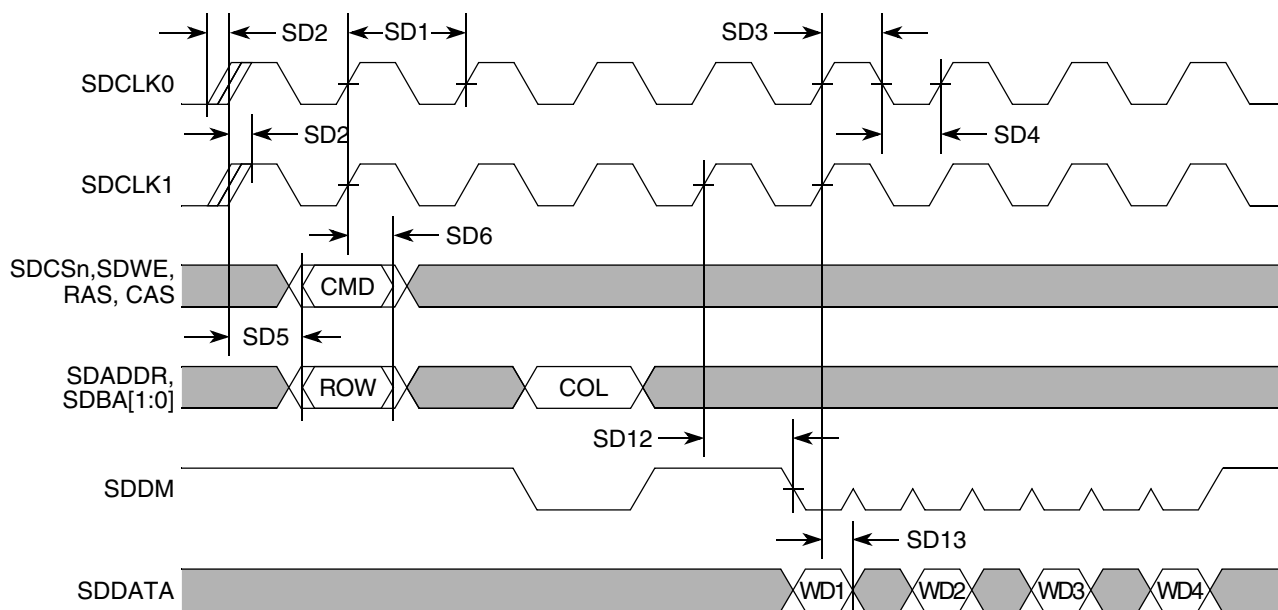 SD2
SD1
SD3
SDCLK0
SD2
SD4
SDCLK1
SD6
SDCSn,SDWE,
RAS, CAS
CMD
SD5
SDADDR,
SDBA[1:0]
ROW
COL
SD12
SDDM
SD13
SDDATA
WD1
WD2
WD3
WD4